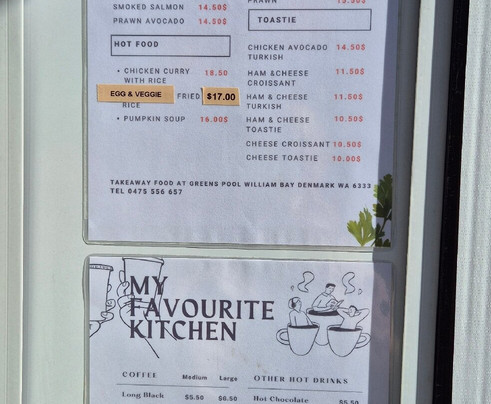 SMOKED SALMON 14.50$
PRAWN AVOCADO 14.50$
HOT FOOD
• CHICKEN CURRY 18.50
WITH RICE
EGG & VEGGIE FRIED $17.00
RICE
• PUMPKIN SOUP 16.00$
PRAWN
TOASTIE
CHICKEN AVOCADO 14.50$
TURKISH
HAM &CHEESE 11.50$
CROISSANT
HAM & CHEESE 11.50$
TURKISH
HAM & CHEESE 10.50$
TOASTIE
CHEESE CROISSANT 10.50$
CHEESE TOASTIE 10.00$
TAKEAWAY FOOD AT GREENS POOL WILLIAM BAY DENMARK WA 6333
TEL 0475 556 657
MY
FAVOURITE
KITCHEN
COFFEE Medium Large
Long Black $5.50 $6.50
OTHER HOT DRINKS
Hot Chocolate $5.50